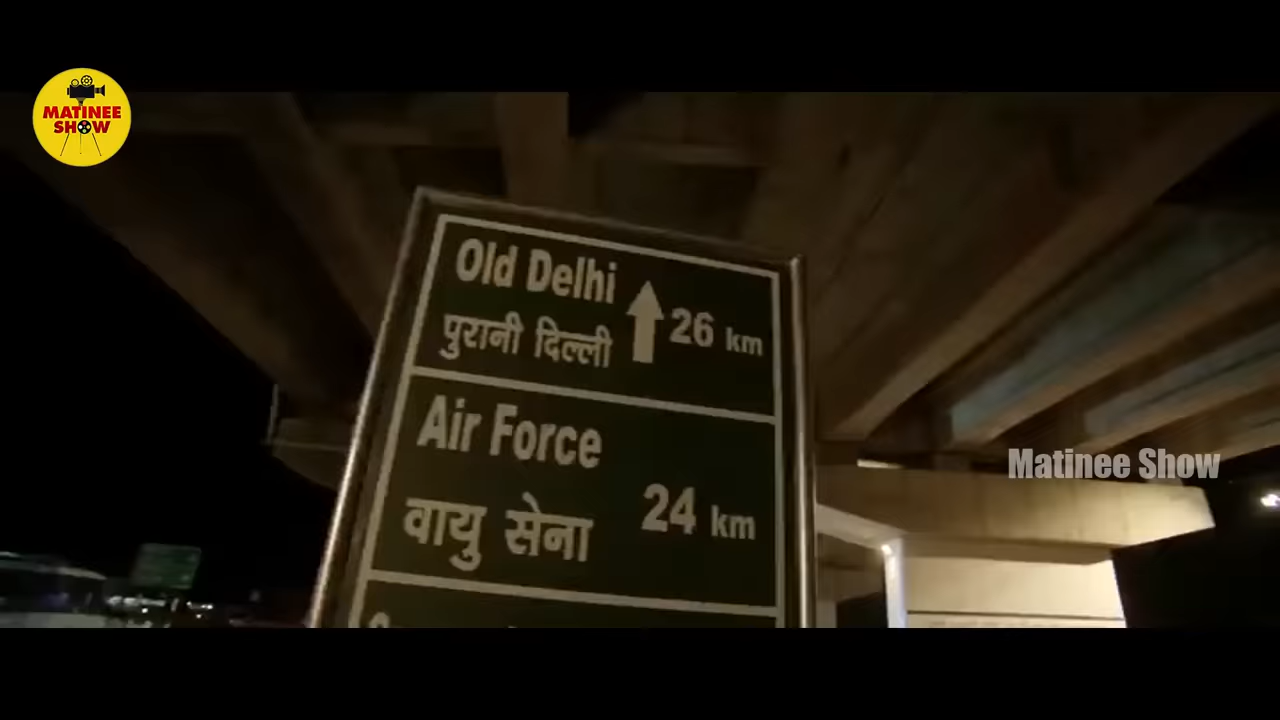 MATINEE
SHOW
Old Delhi
पुरानी दिल्ली
26 km
Air Force
वायु सेना
24 km
Matinee Show